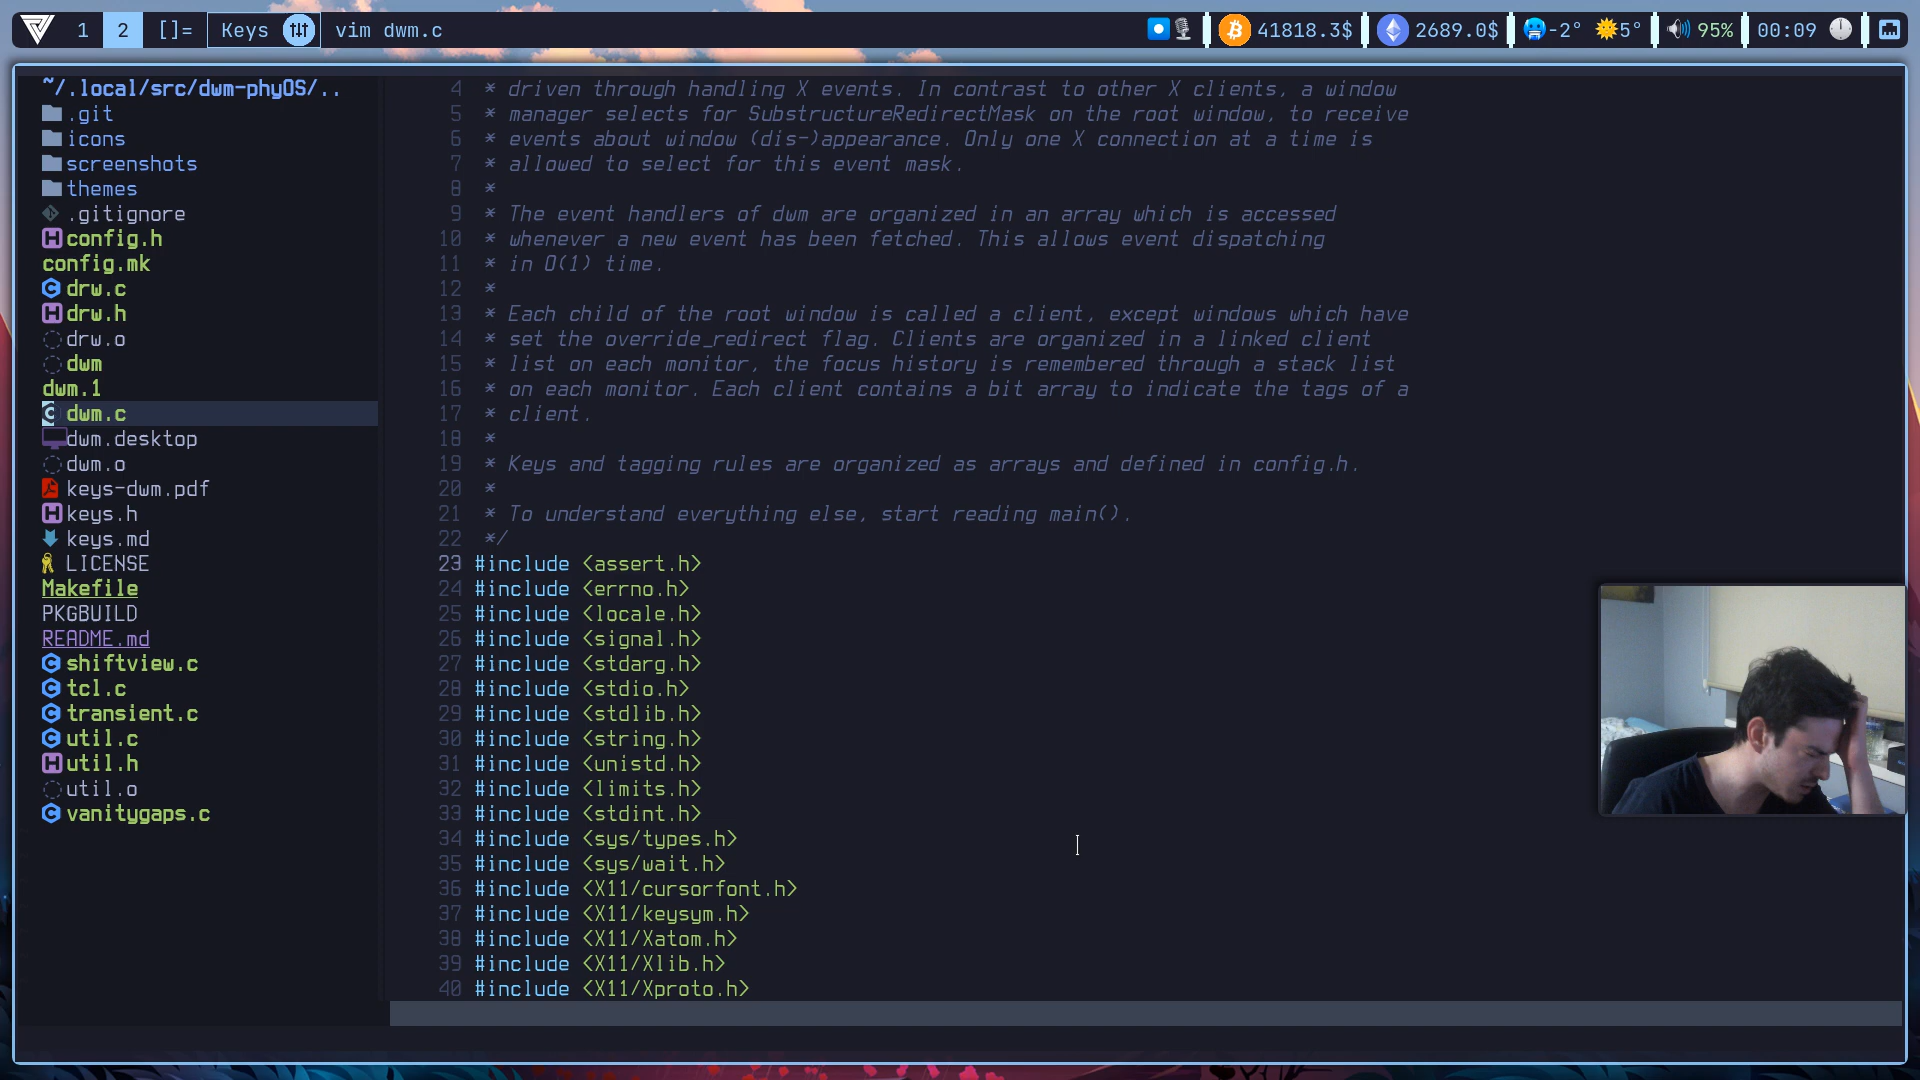 1 2 []= Keys vim dwm.c 41818.3$ 2689.0$ -2° 5° 95% 00:09
~/.local/src/dwm-phyOS/..
.git
icons
screenshots
themes
.gitignore
config.h
config.mk
drw.c
drw.h
drw.o
dwm
dwm.1
dwm.c
dwm.desktop
dwm.o
keys-dwm.pdf
keys.h
keys.md
LICENSE
Makefile
PKGBUILD
README.md
shiftview.c
tcl.c
transient.c
util.c
util.h
util.o
vanitygaps.c
4 * driven through handling X events. In contrast to other X clients, a window
5 * manager selects for SubstructureRedirectMask on the root window, to receive
6 * events about window (dis-)appearance. Only one X connection at a time is
7 * allowed to select for this event mask.
8 *
9 * The event handlers of dwm are organized in an array which is accessed
10 * whenever a new event has been fetched. This allows event dispatching
11 * in O(1) time.
12 *
13 * Each child of the root window is called a client, except windows which have
14 * set the override_redirect flag. Clients are organized in a linked client
15 * list on each monitor, the focus history is remembered through a stack list
16 * on each monitor. Each client contains a bit array to indicate the tags of a
17 * client.
18 *
19 * Keys and tagging rules are organized as arrays and defined in config.h.
20 *
21 * To understand everything else, start reading main().
22 */
23 #include <assert.h>
24 #include <errno.h>
25 #include <locale.h>
26 #include <signal.h>
27 #include <stdarg.h>
28 #include <stdio.h>
29 #include <stdlib.h>
30 #include <string.h>
31 #include <unistd.h>
32 #include <limits.h>
33 #include <stdint.h>
34 #include <sys/types.h>
35 #include <sys/wait.h>
36 #include <X11/cursorfont.h>
37 #include <X11/keysym.h>
38 #include <X11/Xatom.h>
39 #include <X11/Xlib.h>
40 #include <X11/Xproto.h>